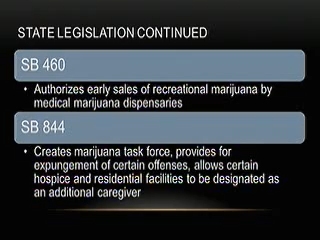 STATE LEGISLATION CONTINUED
SB 460
• Authorizes early sales of recreational marijuana by
medical marijuana dispensaries
SB 844
• Creates marijuana task force, provides for
expungement of certain offenses, allows certain
hospice and residential facilities to be designated as
an additional caregiver